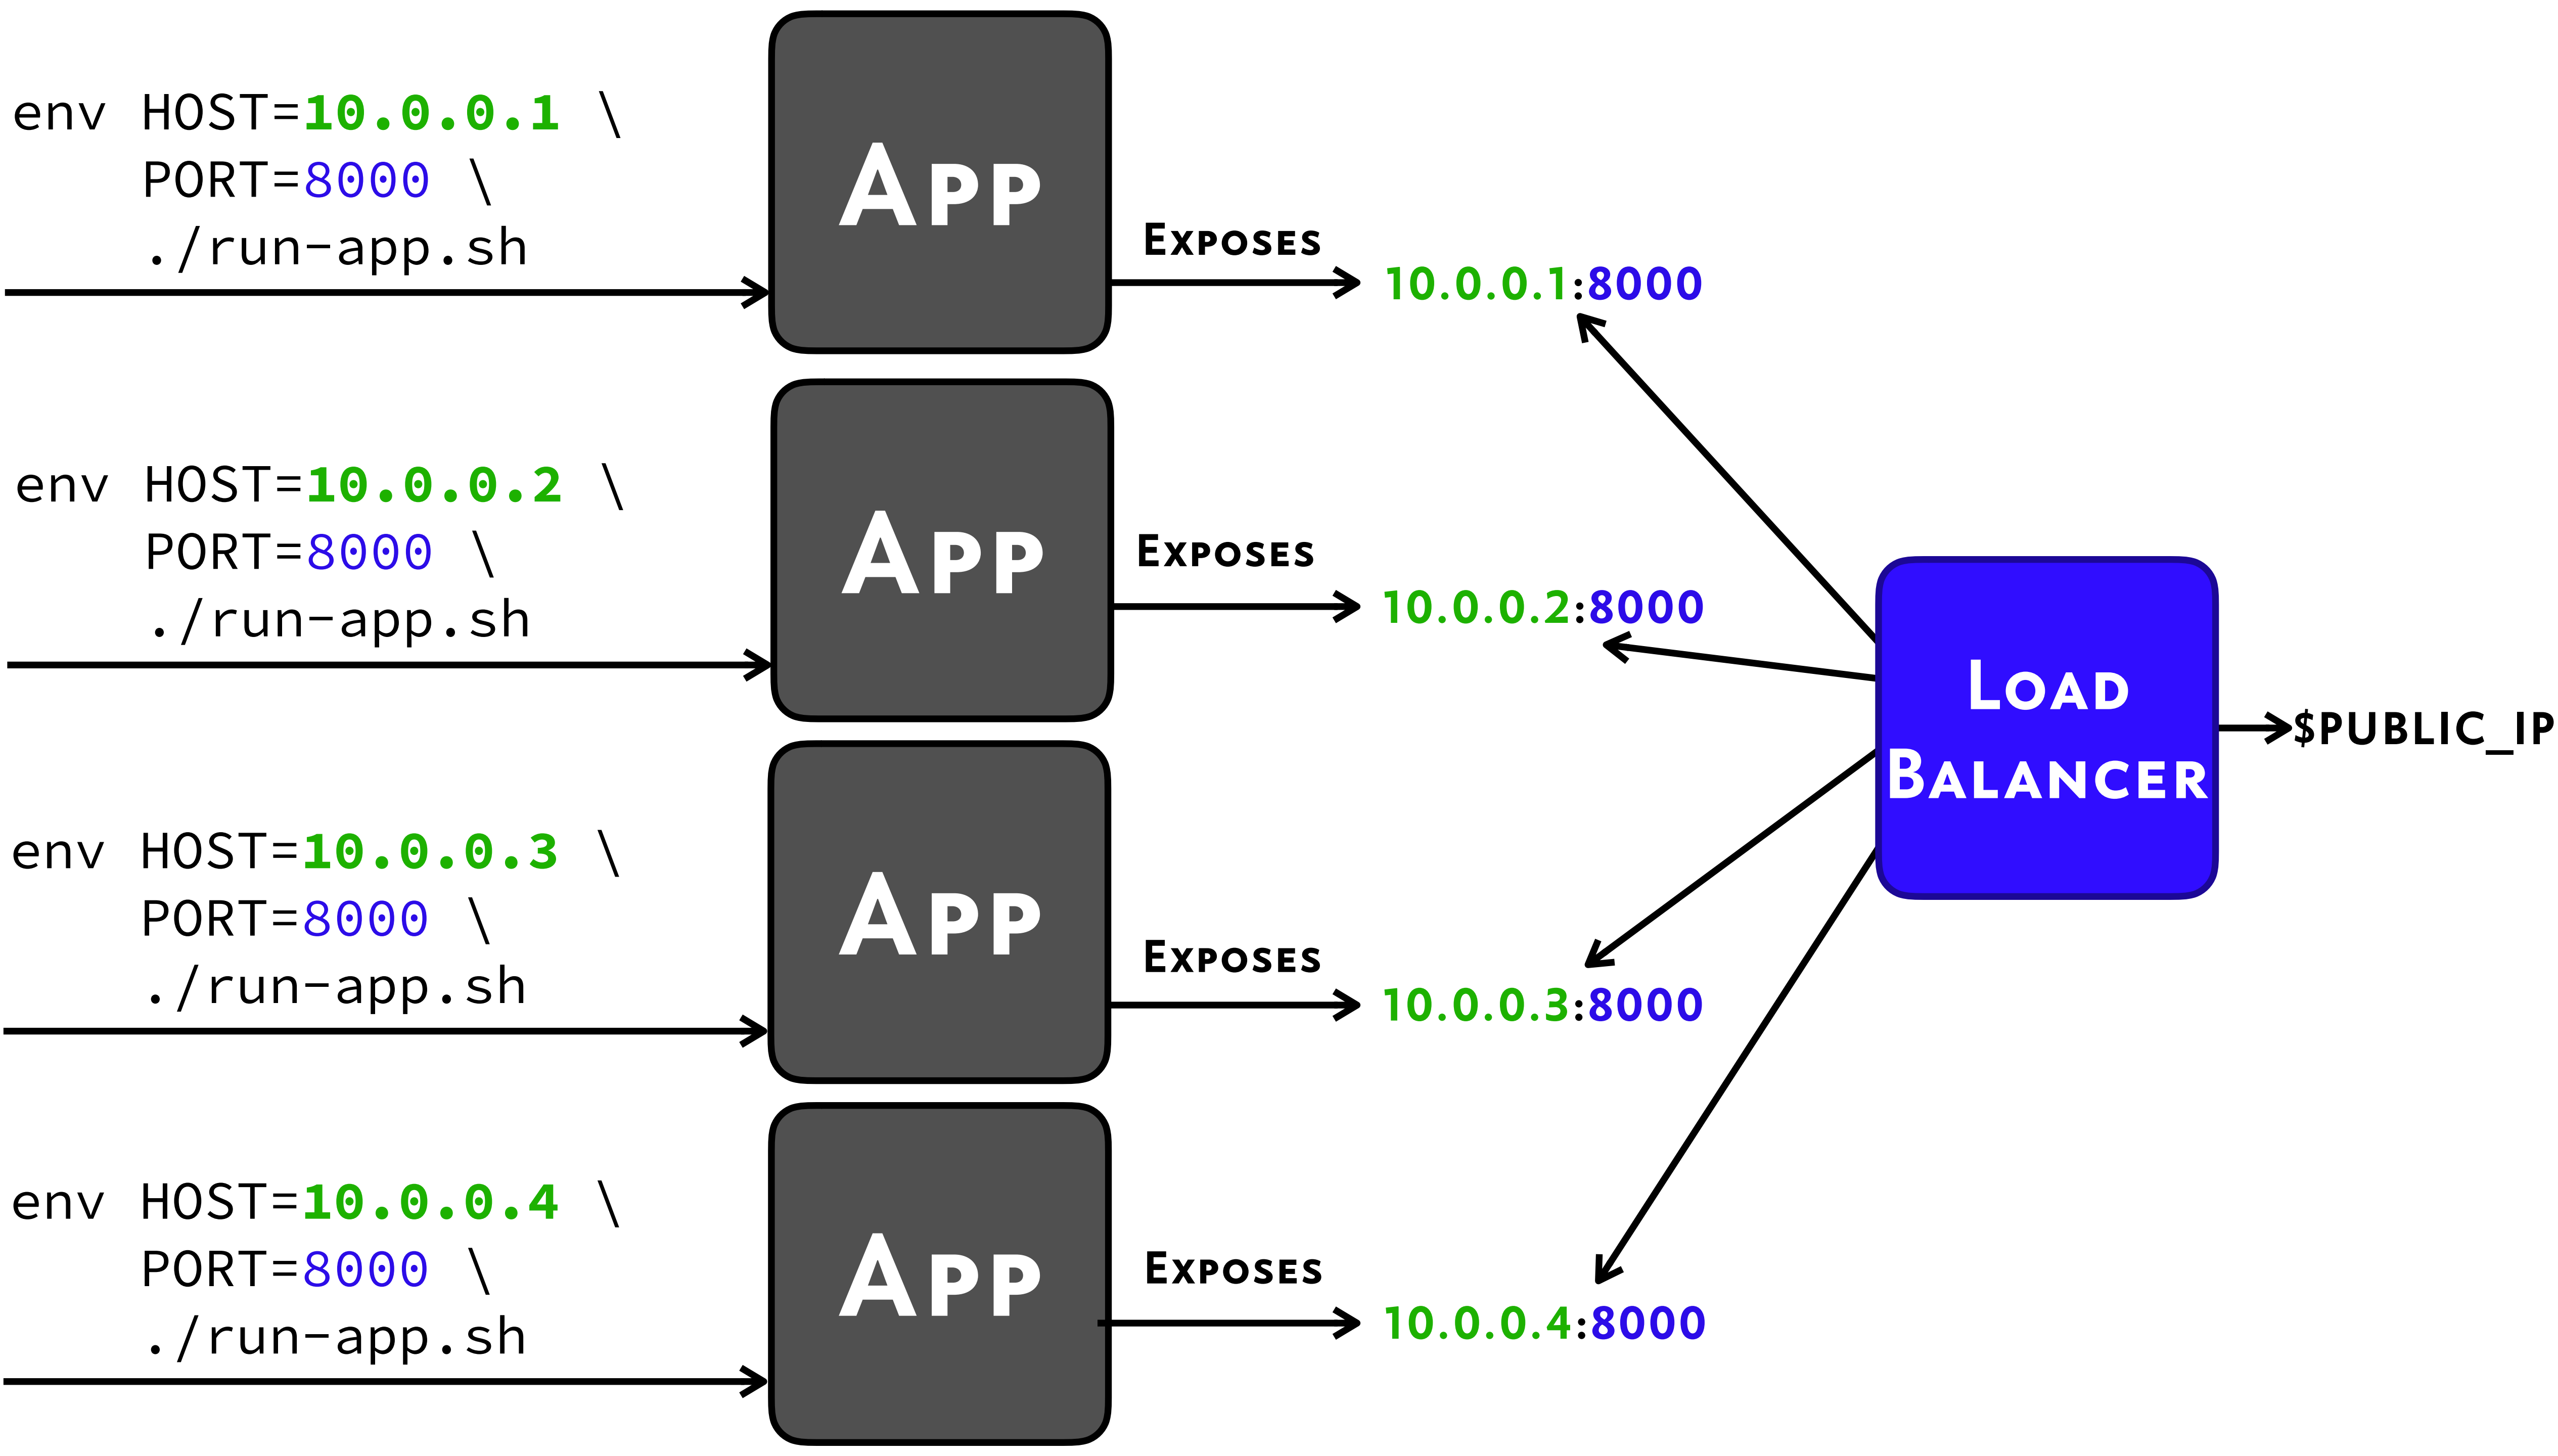 env HOST=10.0.0.1 \
PORT=8000 \
./run-app.sh
App
Exposes
10.0.0.1:8000
env HOST=10.0.0.2 \
PORT=8000 \
./run-app.sh
App
Exposes
10.0.0.2:8000
env HOST=10.0.0.3 \
PORT=8000 \
./run-app.sh
App
Exposes
10.0.0.3:8000
env HOST=10.0.0.4 \
PORT=8000 \
./run-app.sh
App
Exposes
10.0.0.4:8000
Load
Balancer
$PUBLIC_IP